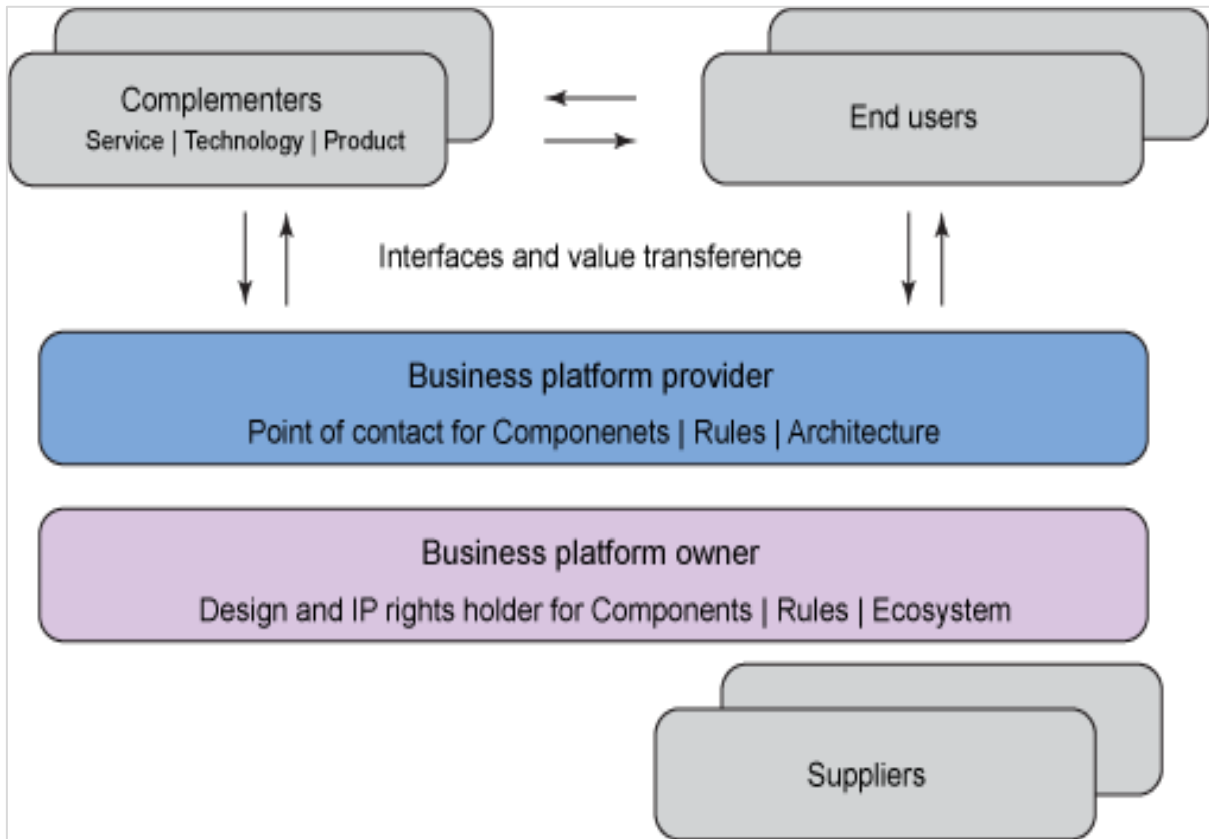 Complementers
Service | Technology | Product
End users
Interfaces and value transference
Business platform provider
Point of contact for Componenets | Rules | Architecture
Business platform owner
Design and IP rights holder for Components | Rules | Ecosystem
Suppliers